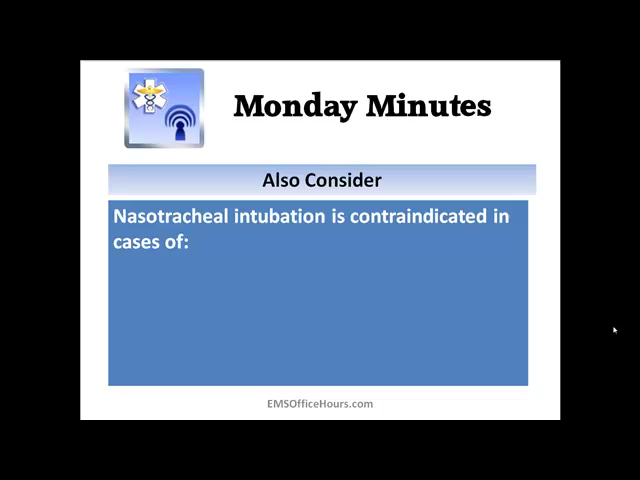 Monday Minutes
Also Consider
Nasotracheal intubation is contraindicated in
cases of:
EMSOfficeHours.com